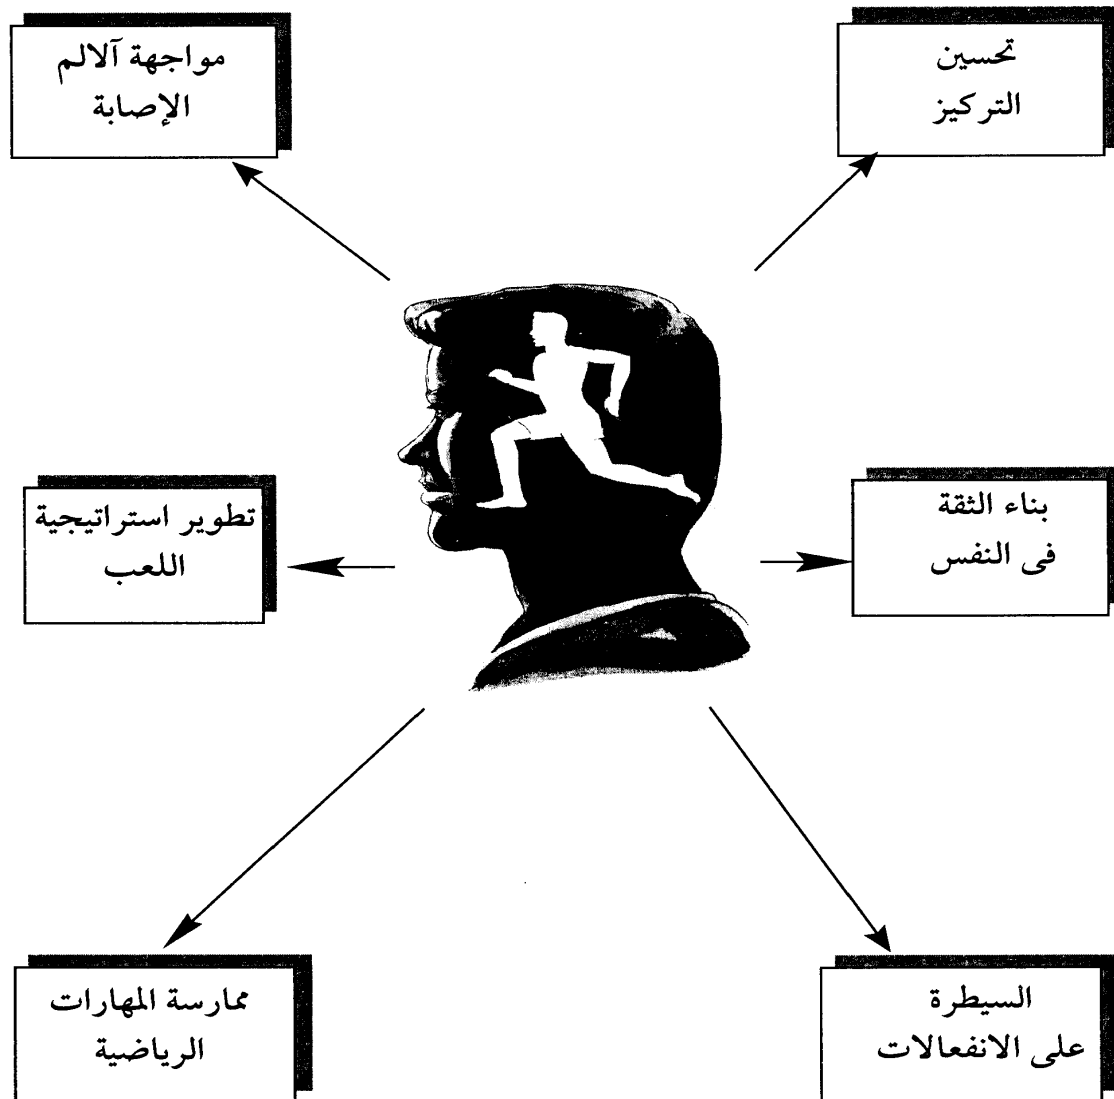 تحسين
التركيز
مواجهة آلالم
الإصابة
بناء الثقة
فى النفس
تطوير استراتيجية
اللعب
السيطرة
على الانفعالات
ممارسة المهارات
الرياضية